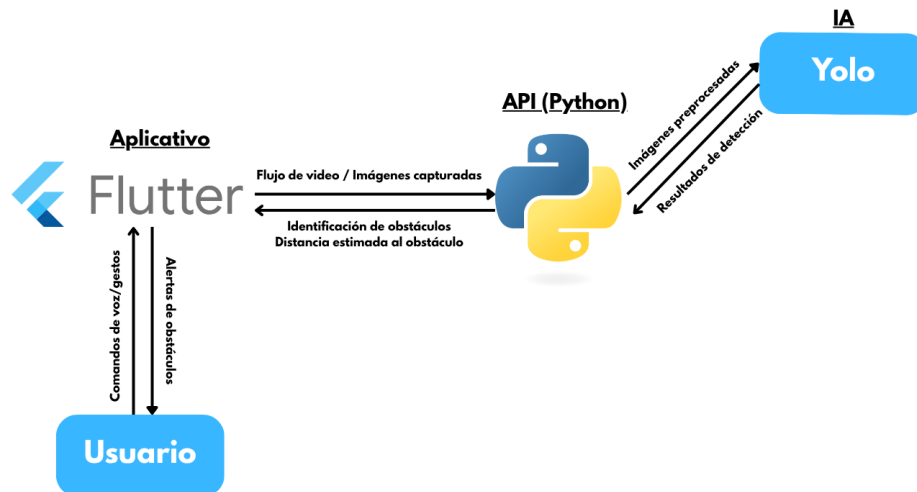 IA
Yolo
API (Python)
Imágenes preprocesadas
Resultados de detección
Aplicativo
Flutter
Flujo de video / Imágenes capturadas
Identificación de obstáculos
Distancia estimada al obstáculo
Comandos de voz/gestos
Alertas de obstáculos
Usuario